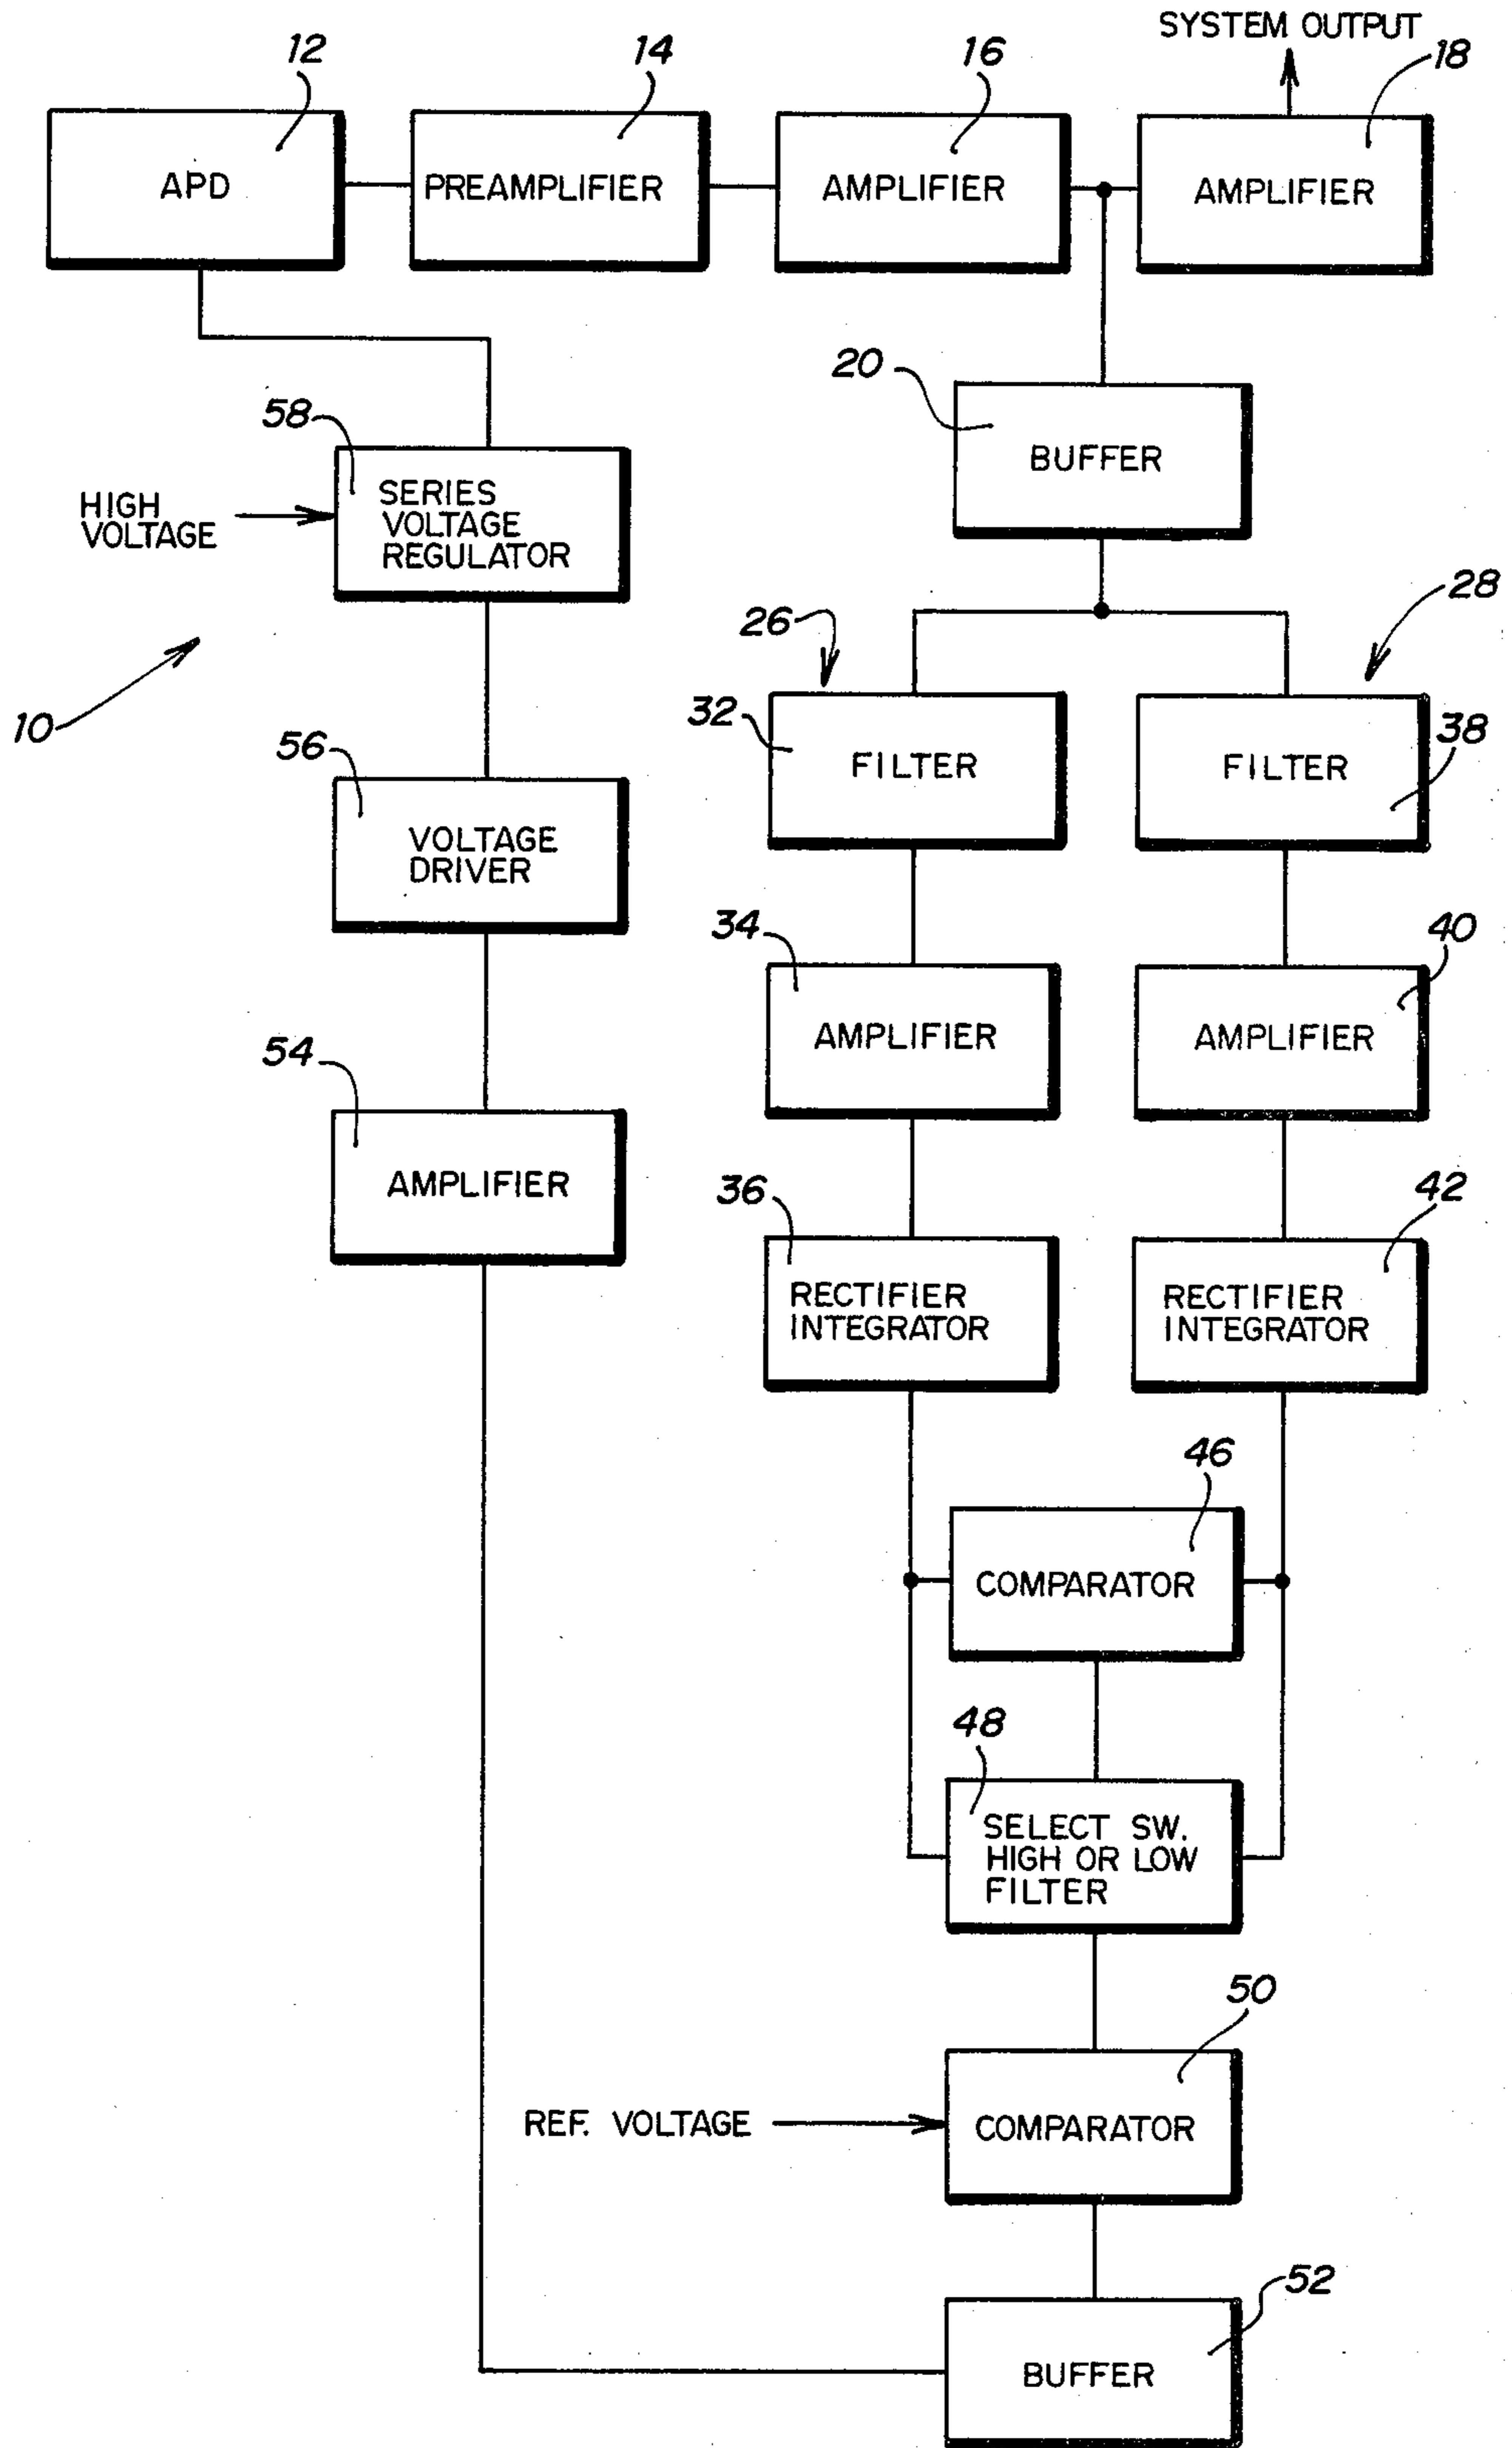 SYSTEM OUTPUT
12
14
16
18
APD
PREAMPLIFIER
AMPLIFIER
AMPLIFIER
20
BUFFER
58
HIGH
VOLTAGE
SERIES
VOLTAGE
REGULATOR
10
26
28
32
FILTER
38
FILTER
56
VOLTAGE
DRIVER
34
AMPLIFIER
40
AMPLIFIER
54
AMPLIFIER
36
RECTIFIER
INTEGRATOR
42
RECTIFIER
INTEGRATOR
46
COMPARATOR
48
SELECT SW.
HIGH OR LOW
FILTER
50
REF. VOLTAGE
COMPARATOR
52
BUFFER